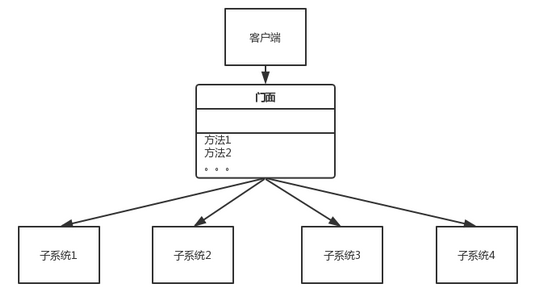 客户端
门面
方法1
方法2
。。。
子系统1
子系统2
子系统3
子系统4